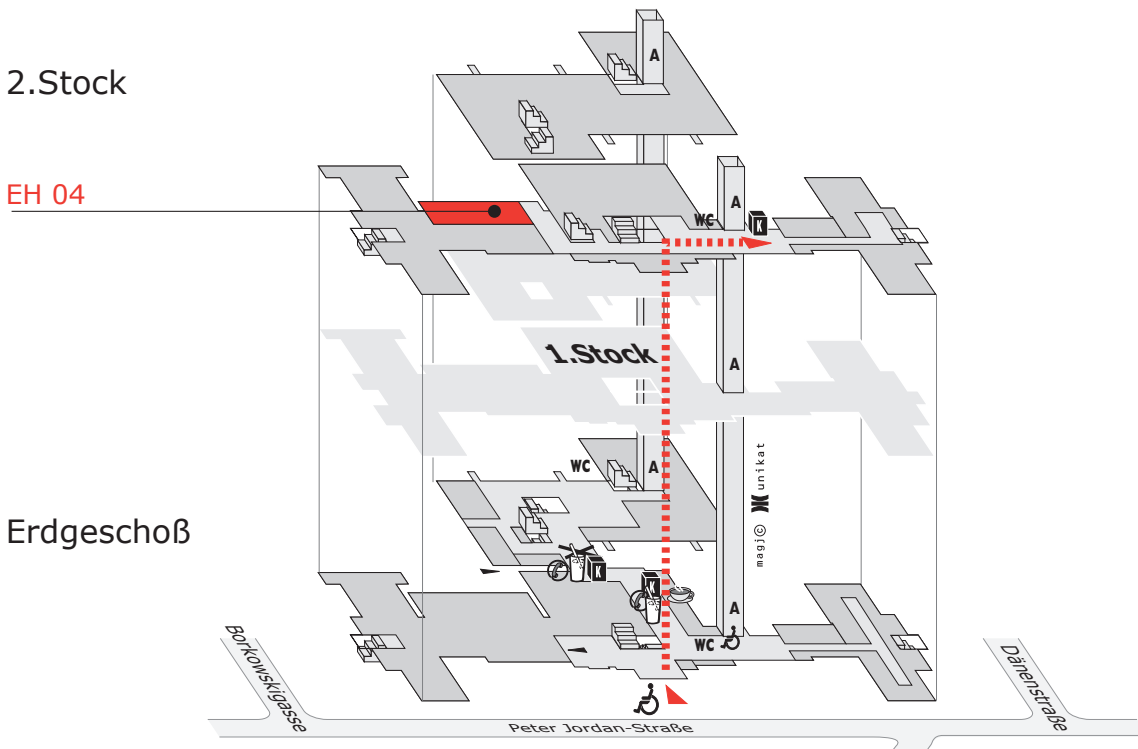 2.Stock
A
EH 04
WC
A
K
1.Stock
A
WC
A
magj©
unikat
Erdgeschoß
K
K
A
WC
Borkowskigasse
Peter Jordan-Straße
Dänenstraße